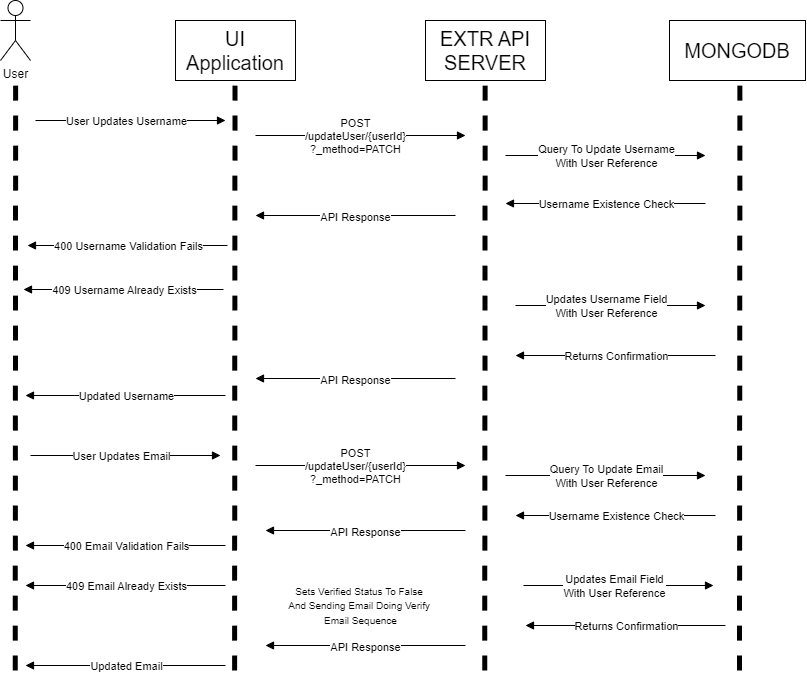 User
UI
Application
EXTR API
SERVER
MONGODB
User Updates Username
POST
/updateUser/{userId}
?_method=PATCH
Query To Update Username
With User Reference
Username Existence Check
API Response
400 Username Validation Fails
409 Username Already Exists
Updates Username Field
With User Reference
Returns Confirmation
API Response
Updated Username
User Updates Email
POST
/updateUser/{userId}
?_method=PATCH
Query To Update Email
With User Reference
Username Existence Check
API Response
400 Email Validation Fails
409 Email Already Exists
Updates Email Field
With User Reference
Sets Verified Status To False
And Sending Email Doing Verify
Email Sequence
Returns Confirmation
API Response
Updated Email